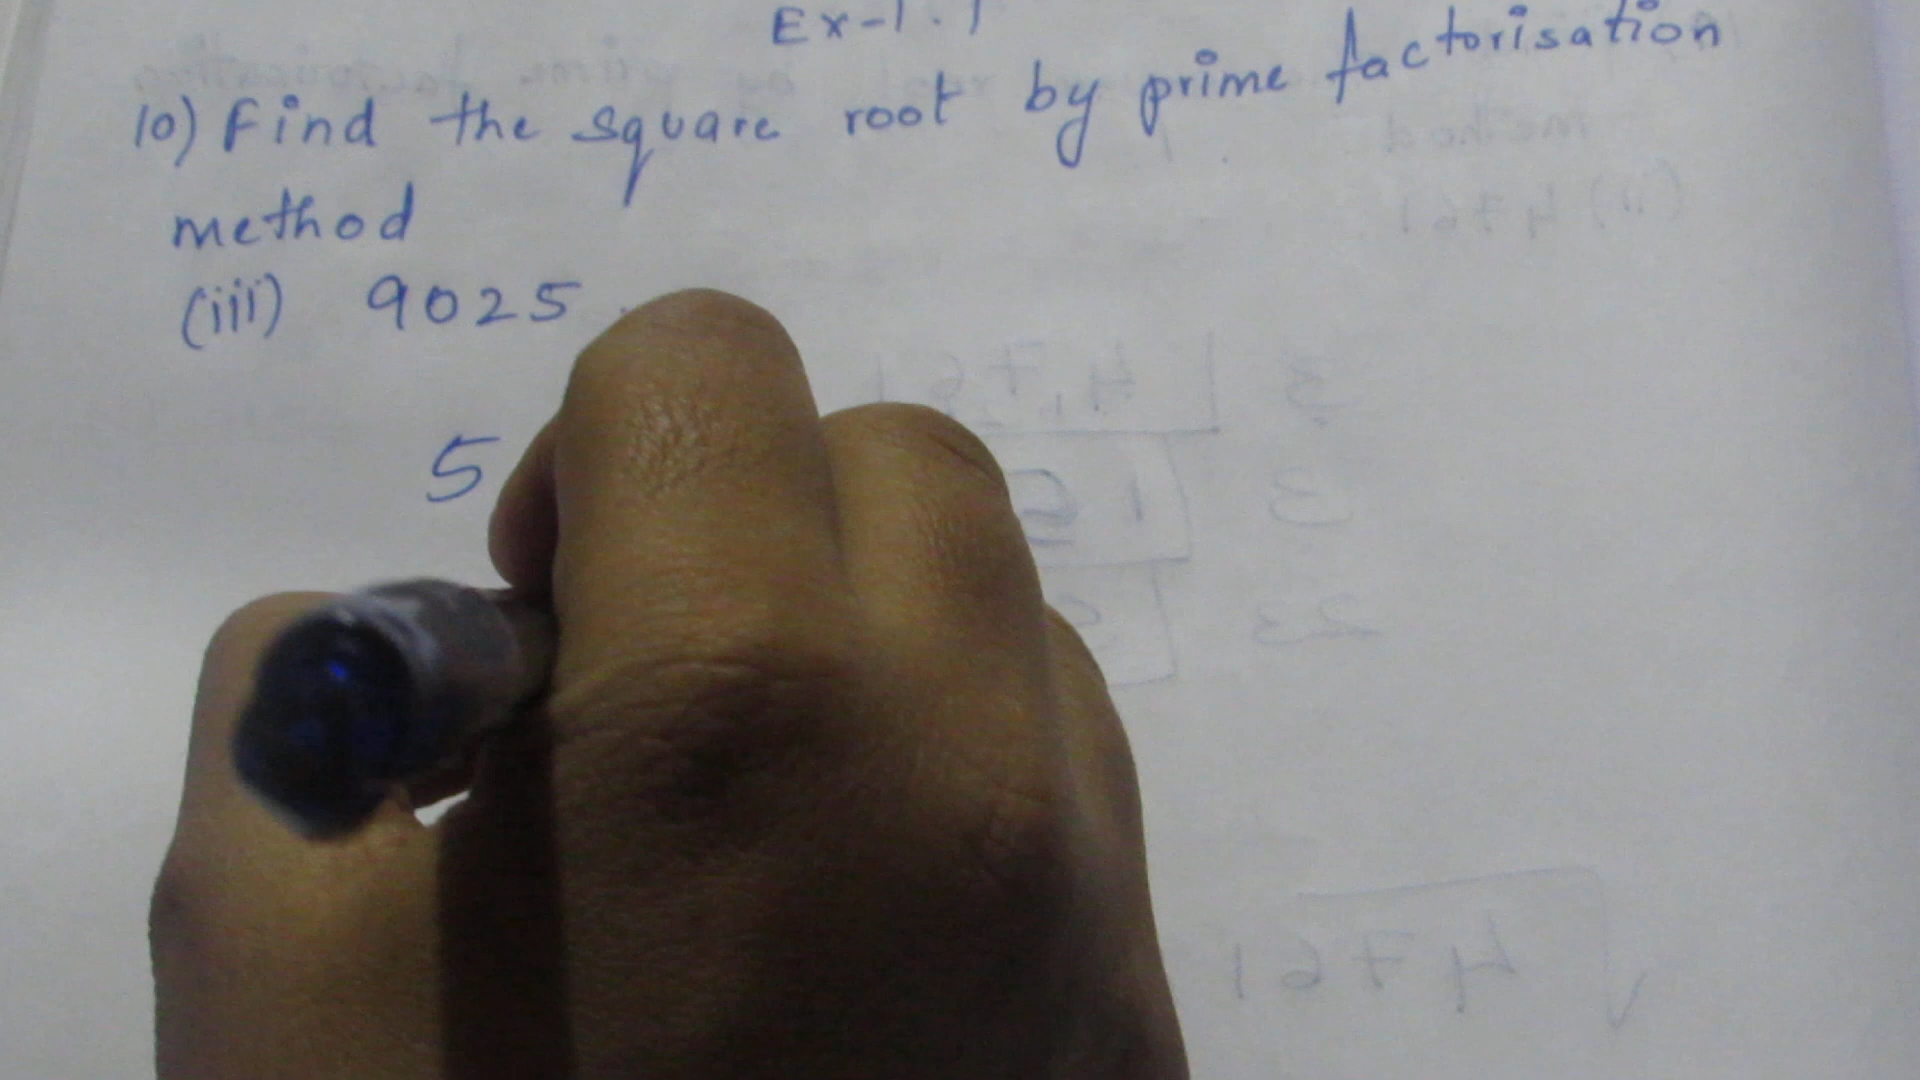 Ex-1.1
10) Find the square root by prime factorisation
method
(iii) 9025
5